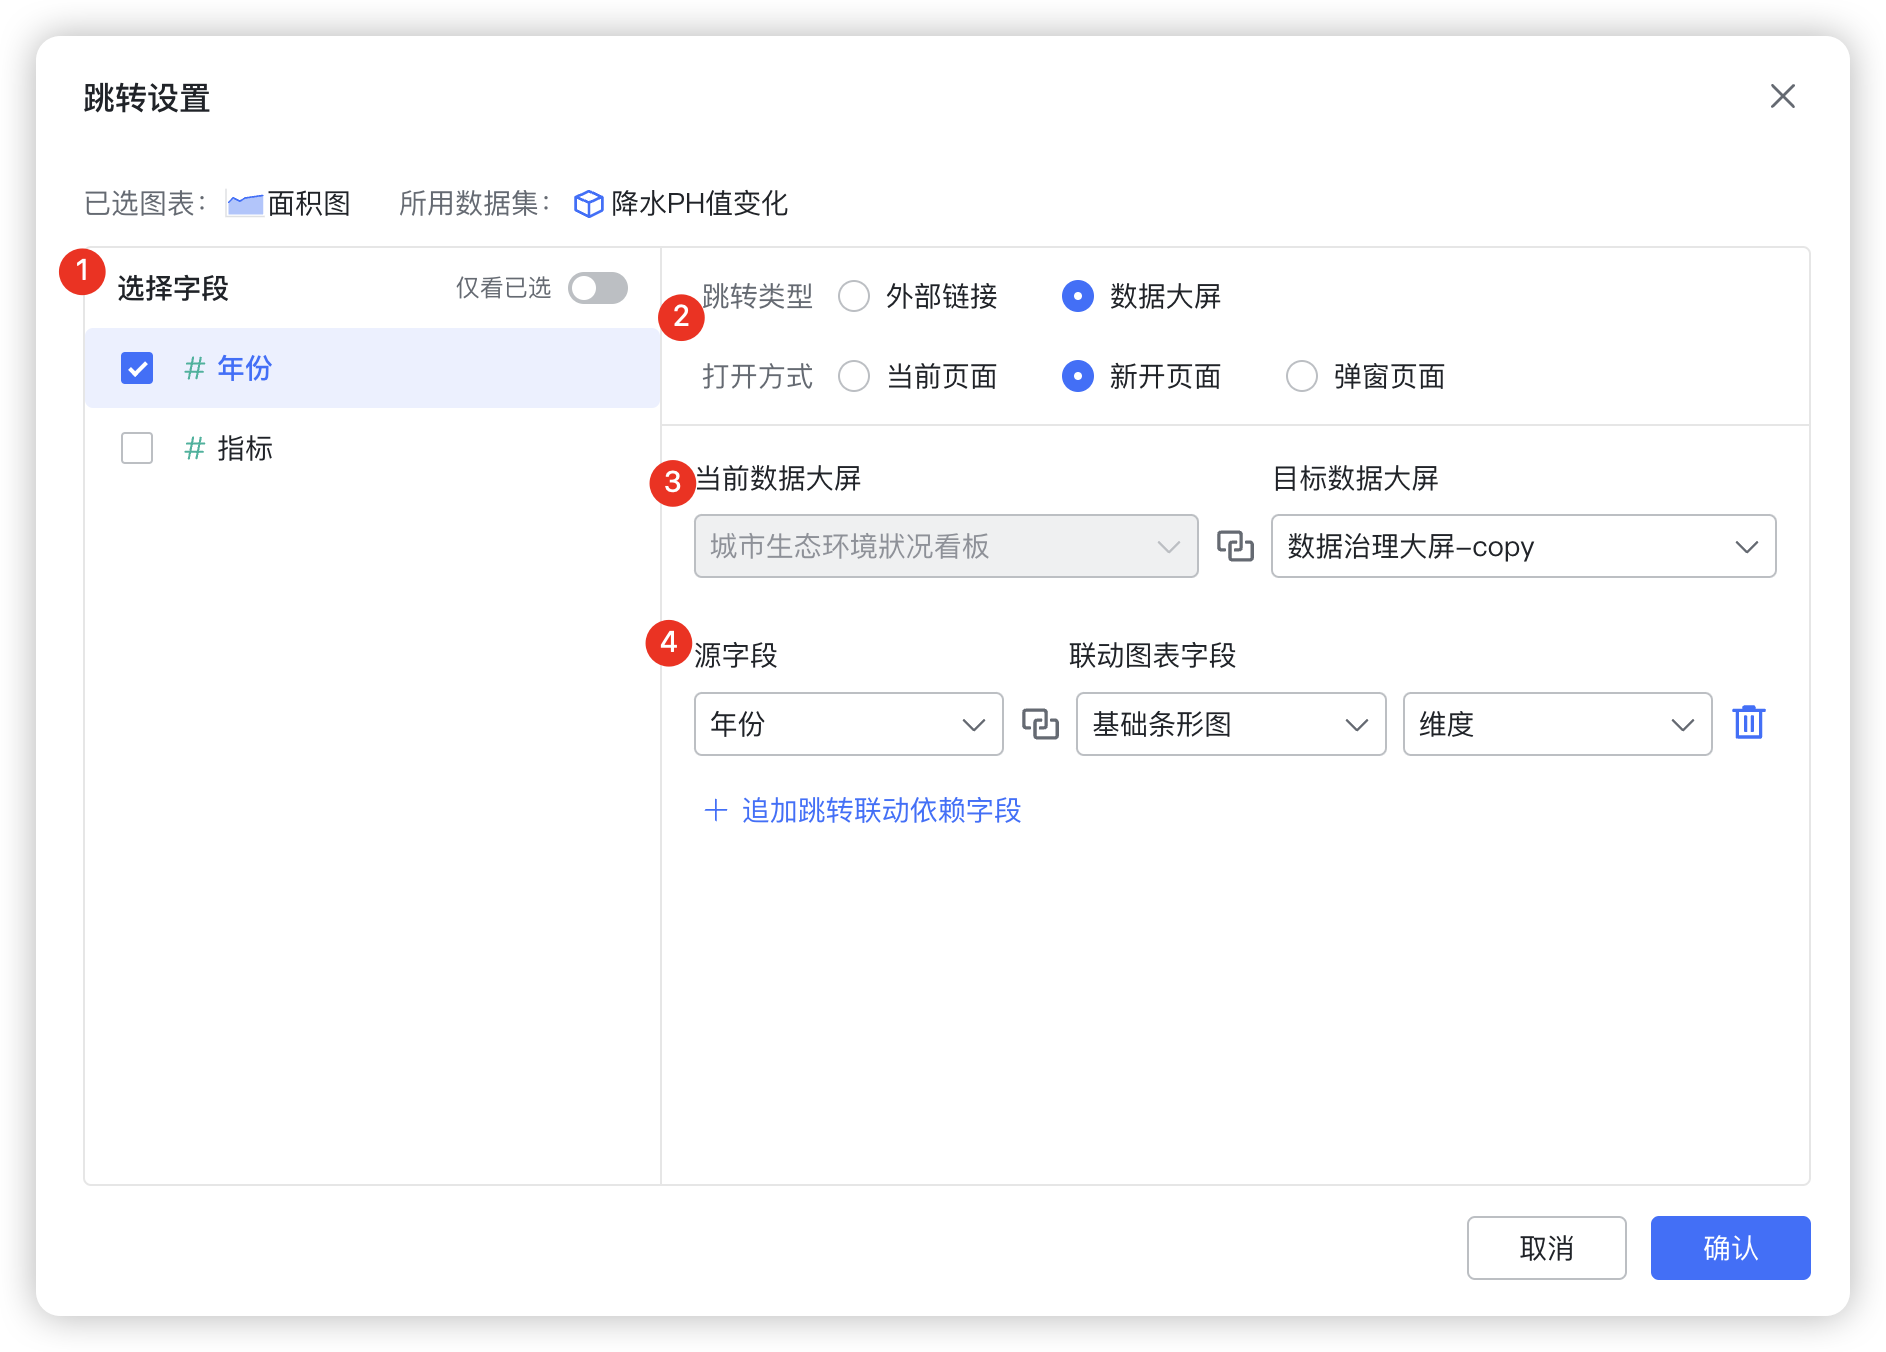 跳转设置
已选图表： 面积图 所用数据集： 降水PH值变化
1 选择字段 仅看已选
# 年份
# 指标
2 跳转类型 外部链接 数据大屏
打开方式 当前页面 新开页面 弹窗页面
3 当前数据大屏 目标数据大屏
城市生态环境狀况看板 数据治理大屏-copy
4 源字段 联动图表字段
年份 基础条形图 维度
+ 追加跳转联动依赖字段
取消 确认